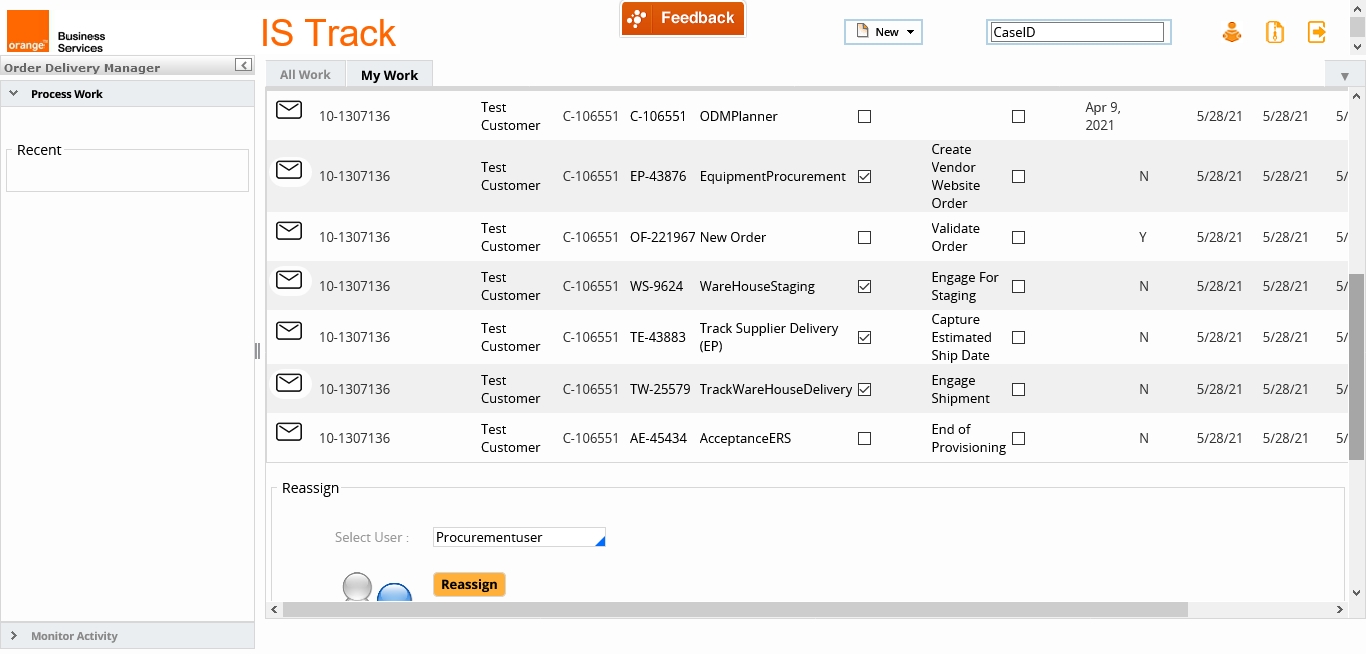 orange™
Business
Services
IS Track
Feedback
New
CaseID
Order Delivery Manager
Process Work
Recent
Monitor Activity
All Work
My Work
10-1307136 Test Customer C-106551 C-106551 ODMPlanner Apr 9, 2021 5/28/21 5/28/21 5/
10-1307136 Test Customer C-106551 EP-43876 EquipmentProcurement Create Vendor Website Order N 5/28/21 5/28/21 5/
10-1307136 Test Customer C-106551 OF-221967 New Order Validate Order Y 5/28/21 5/28/21 5/
10-1307136 Test Customer C-106551 WS-9624 WareHouseStaging Engage For Staging N 5/28/21 5/28/21 5/
10-1307136 Test Customer C-106551 TE-43883 Track Supplier Delivery (EP) Capture Estimated Ship Date N 5/28/21 5/28/21 5/
10-1307136 Test Customer C-106551 TW-25579 TrackWareHouseDelivery Engage Shipment N 5/28/21 5/28/21 5/
10-1307136 Test Customer C-106551 AE-45434 AcceptanceERS End of Provisioning N 5/28/21 5/28/21 5/
Reassign
Select User :
Procurementuser
Reassign